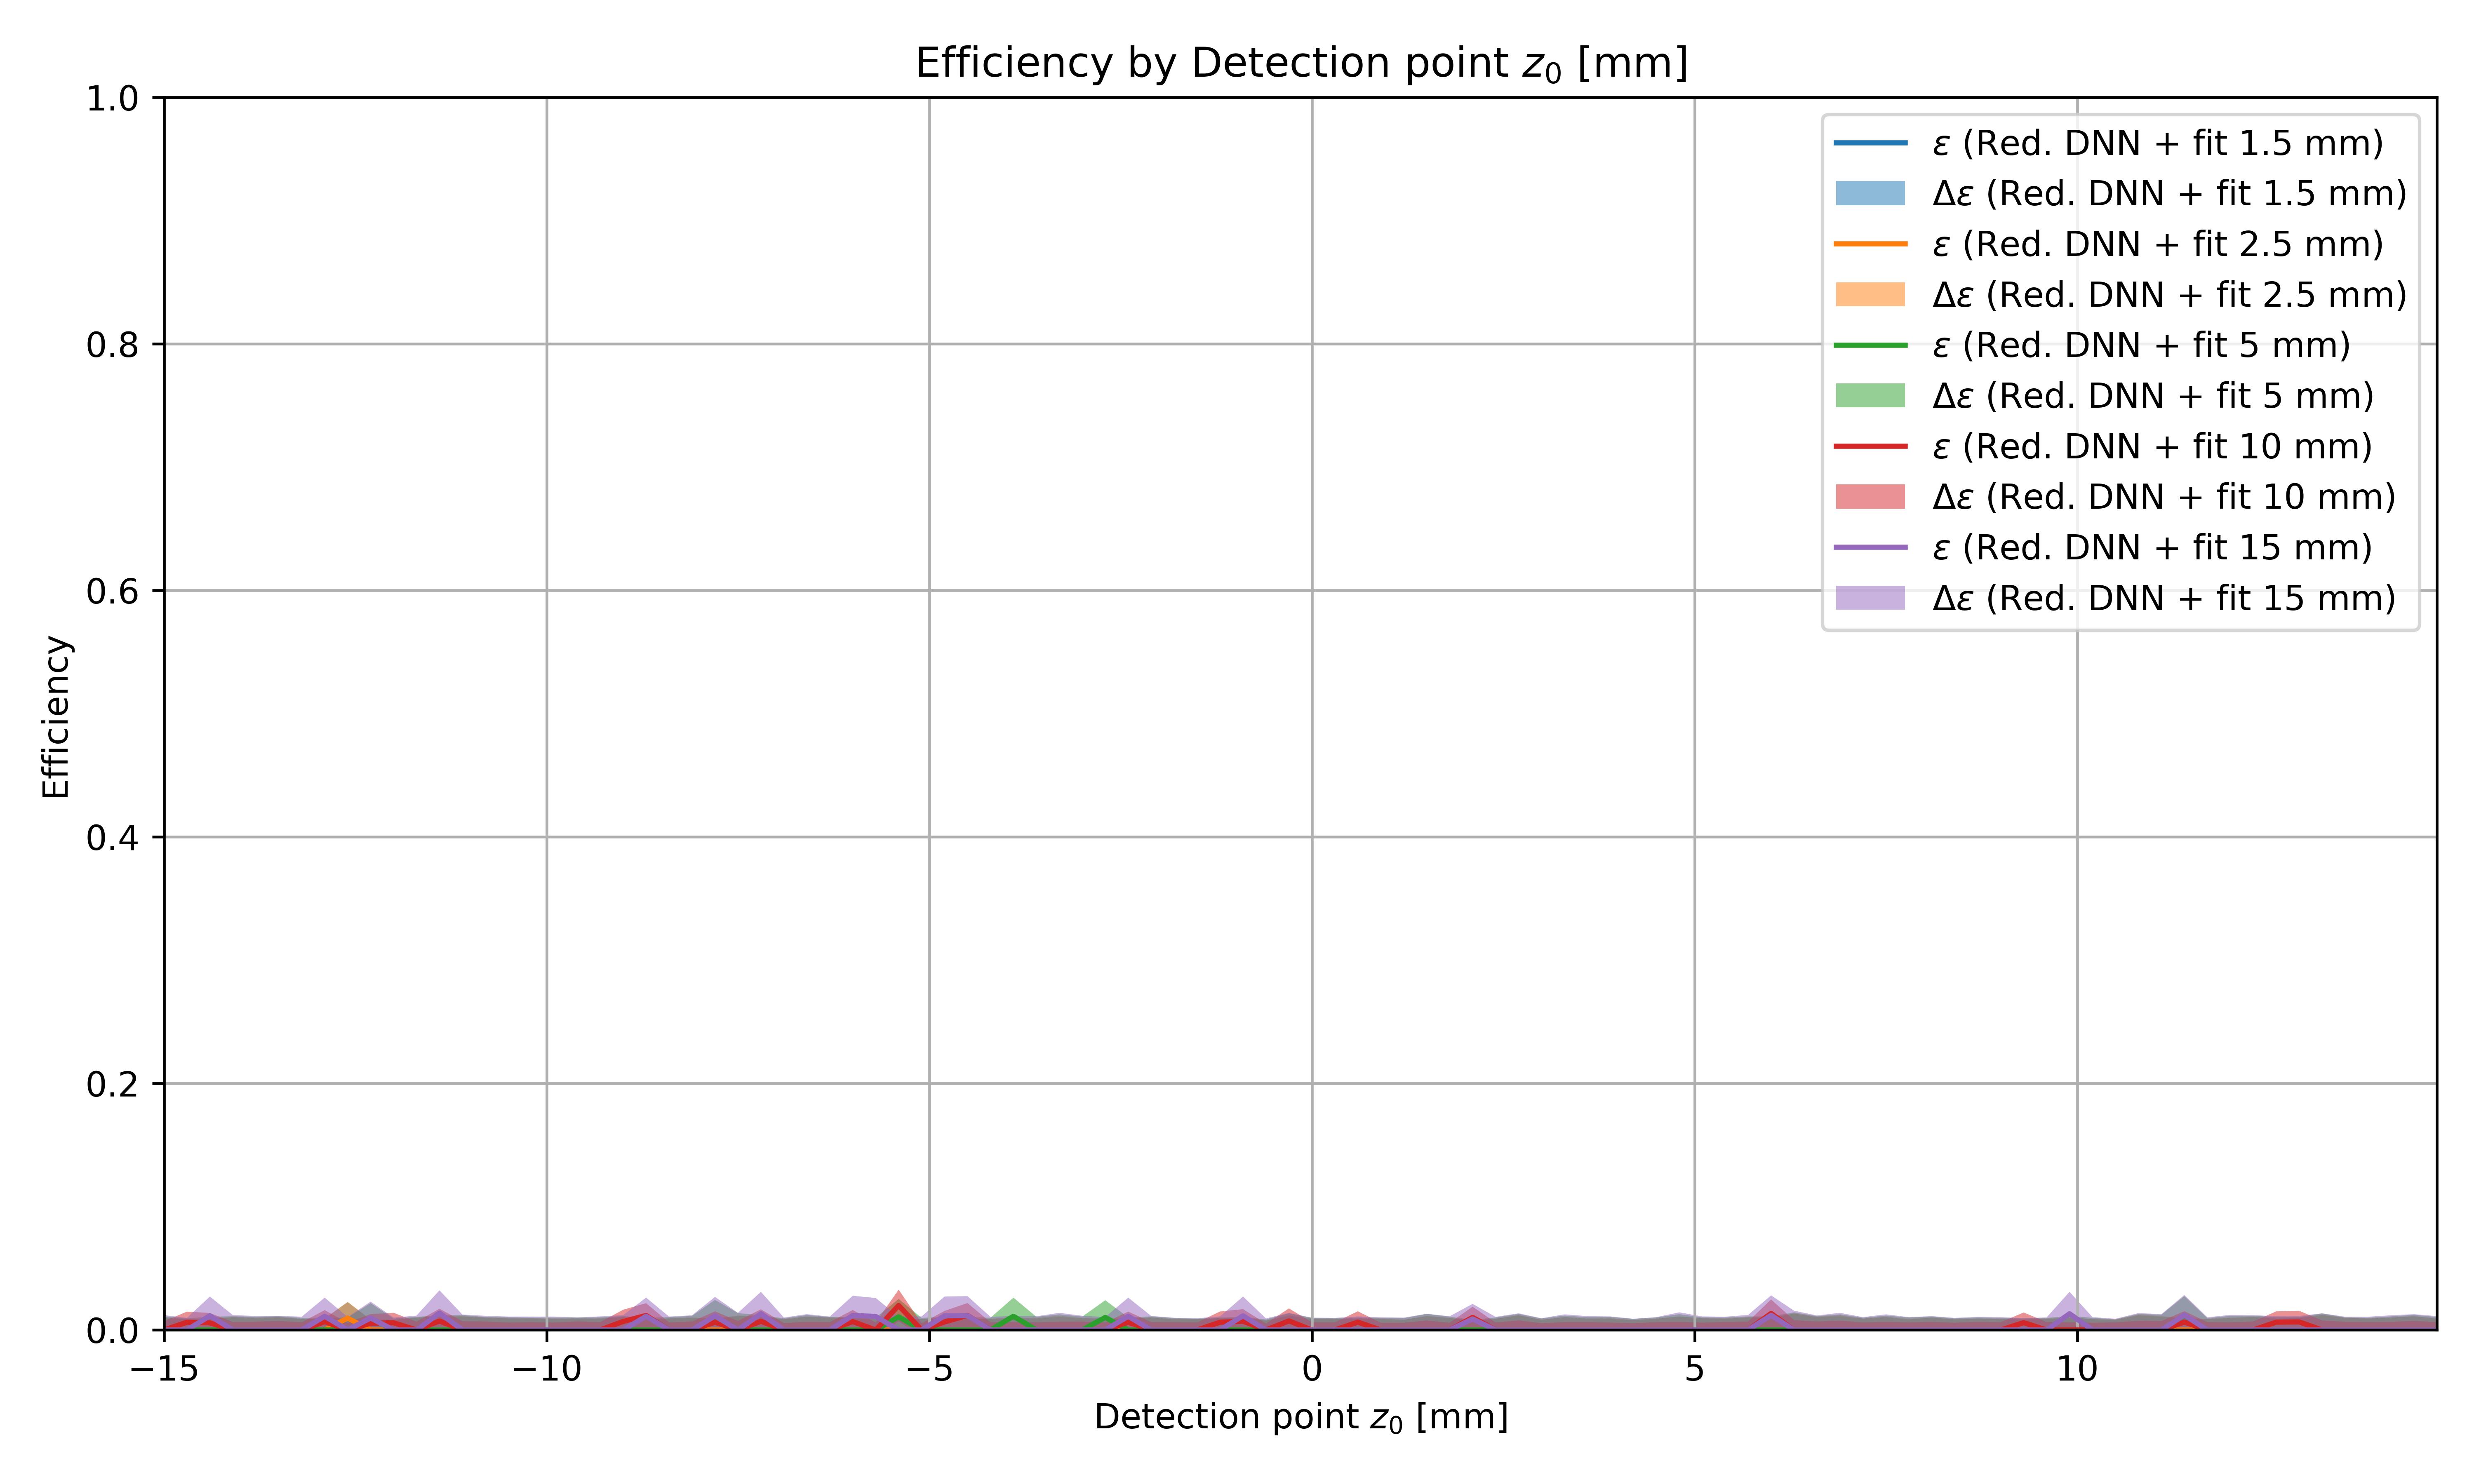 Efficiency by Detection point z₀ [mm]
1.0
0.8
0.6
0.4
0.2
0.0
Efficiency
ε (Red. DNN + fit 1.5 mm)
Δε (Red. DNN + fit 1.5 mm)
ε (Red. DNN + fit 2.5 mm)
Δε (Red. DNN + fit 2.5 mm)
ε (Red. DNN + fit 5 mm)
Δε (Red. DNN + fit 5 mm)
ε (Red. DNN + fit 10 mm)
Δε (Red. DNN + fit 10 mm)
ε (Red. DNN + fit 15 mm)
Δε (Red. DNN + fit 15 mm)
−15 −10 −5 0 5 10
Detection point z₀ [mm]